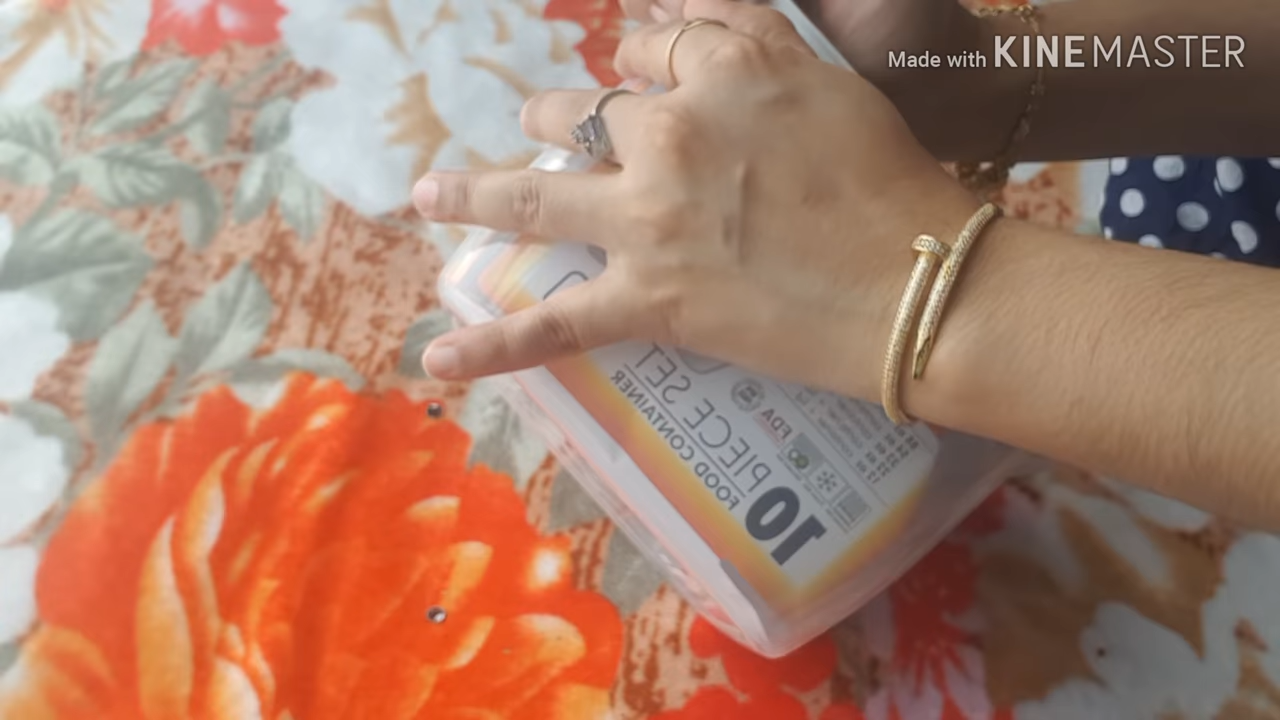 Made with KINEMASTER
10
PIECE SET
FOOD CONTAINER
FDA